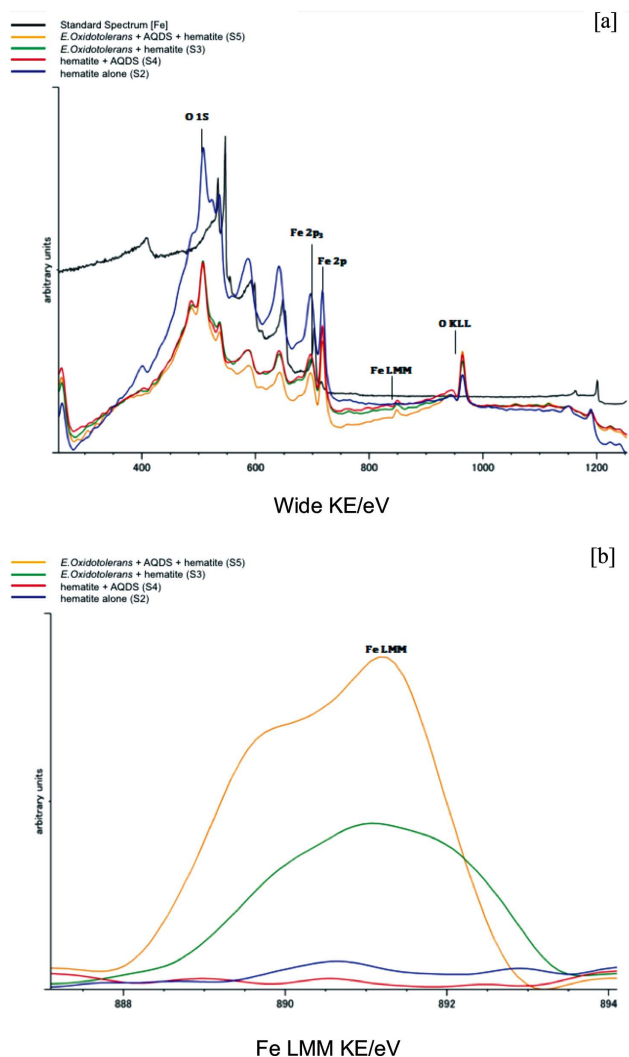 Standard Spectrum [Fe]
E.Oxidotolerans + AQDS + hematite (S5)
E.Oxidotolerans + hematite (S3)
hematite + AQDS (S4)
hematite alone (S2)
[a]
O 1S
Fe 2p3
Fe 2p
O KLL
Fe LMM
arbitrary units
400 600 800 1000 1200
Wide KE/eV
E.Oxidotolerans + AQDS + hematite (S5)
E.Oxidotolerans + hematite (S3)
hematite + AQDS (S4)
hematite alone (S2)
[b]
Fe LMM
arbitrary units
888 890 892 894
Fe LMM KE/eV